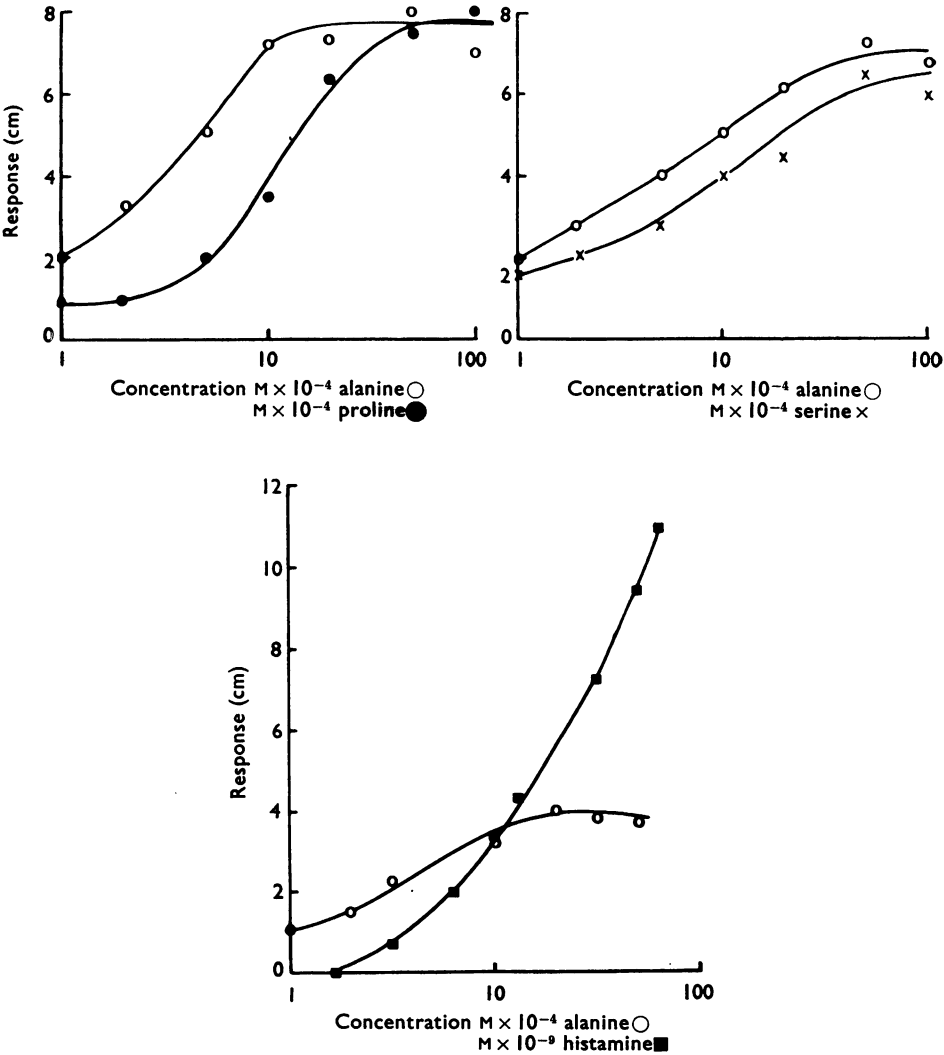 8
6
4
2
0
Response (cm)
1 10 100
Concentration M × 10⁻⁴ alanine ○
M × 10⁻⁴ proline ●
8
6
4
2
0
1 10 100
Concentration M × 10⁻⁴ alanine ○
M × 10⁻⁴ serine ×
12
10
8
6
4
2
0
Response (cm)
1 10 100
Concentration M × 10⁻⁴ alanine ○
M × 10⁻⁹ histamine ■